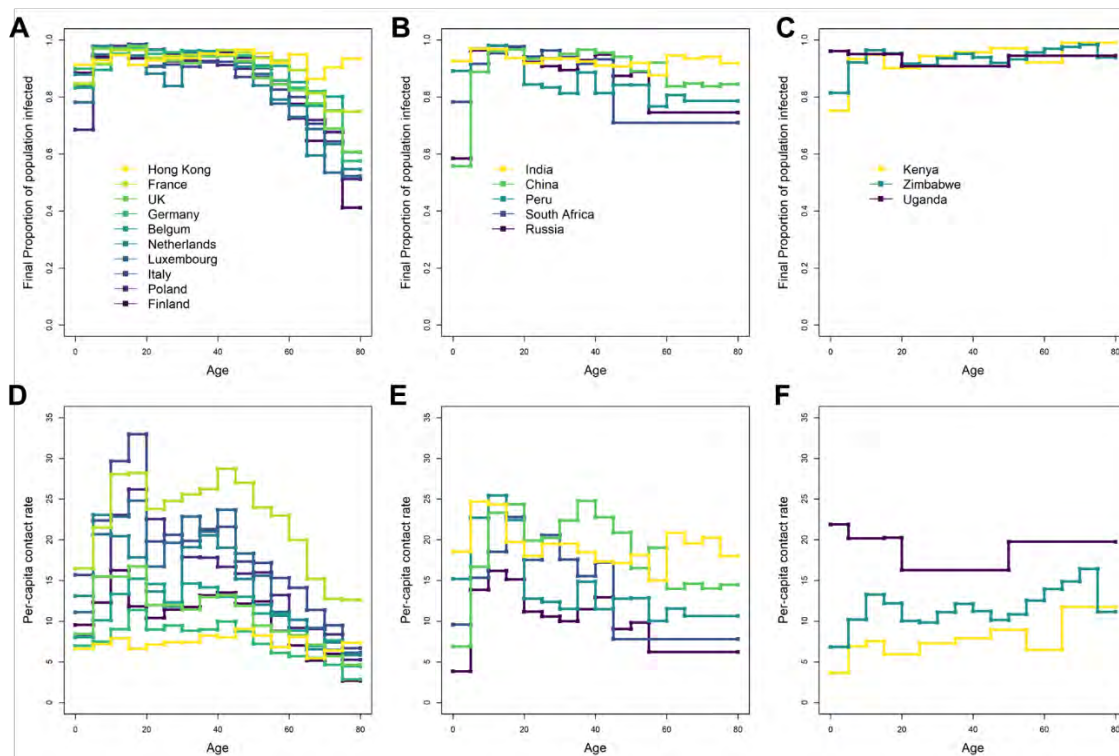 A
B
C
Final Proportion of population infected
1.0
0.8
0.6
0.4
0.2
0.0
Hong Kong
France
UK
Germany
Belgum
Netherlands
Luxembourg
Italy
Poland
Finland
0 20 40 60 80
Age
Final Proportion of population infected
1.0
0.8
0.6
0.4
0.2
0.0
India
China
Peru
South Africa
Russia
0 20 40 60 80
Age
Final Proportion of population infected
1.0
0.8
0.6
0.4
0.2
0.0
Kenya
Zimbabwe
Uganda
0 20 40 60 80
Age
D
E
F
Per-capita contact rate
35
30
25
20
15
10
5
0
0 20 40 60 80
Age
Per-capita contact rate
35
30
25
20
15
10
5
0
0 20 40 60 80
Age
Per-capita contact rate
35
30
25
20
15
10
5
0
0 20 40 60 80
Age